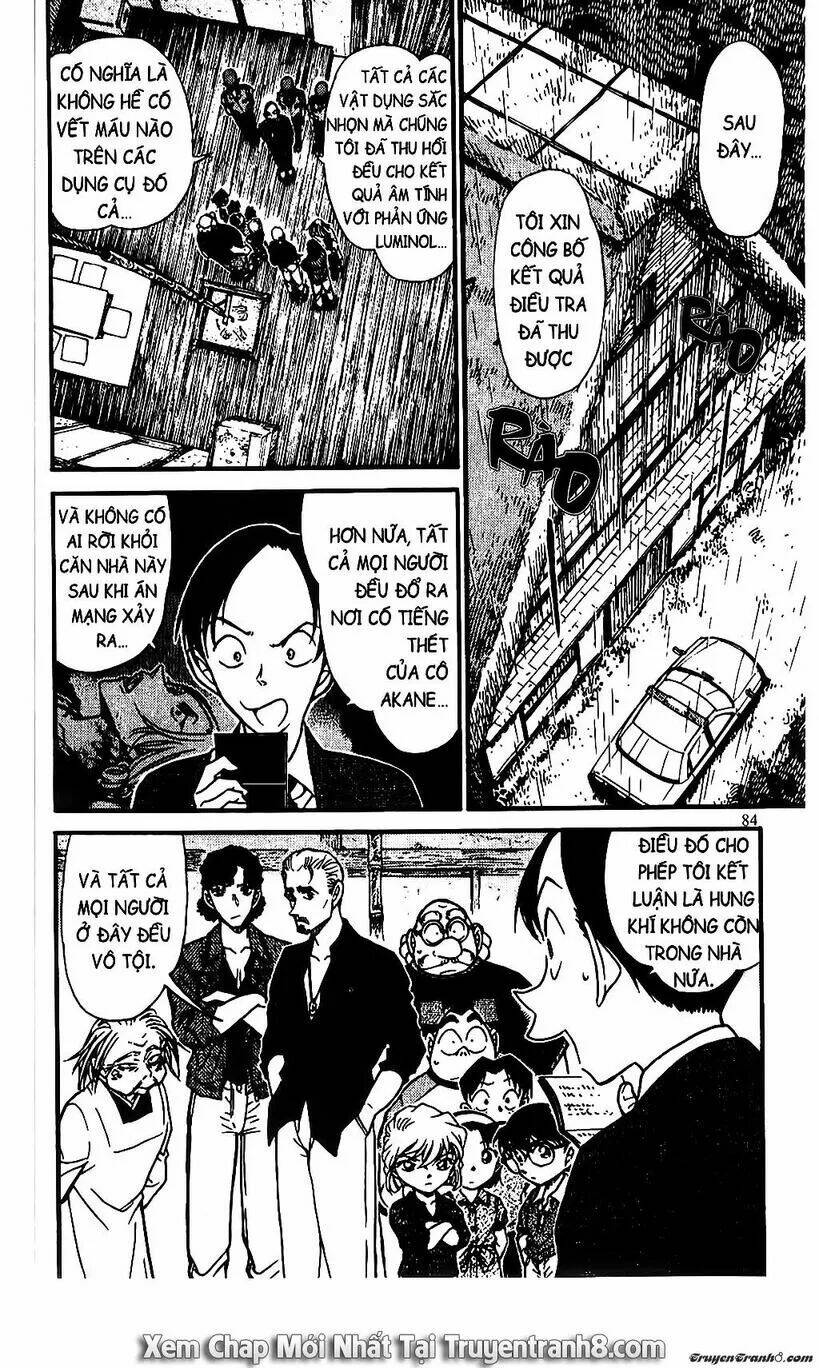 SAU
ĐÂY...
TÔI XIN
CÔNG BỐ
KẾT QUẢ
ĐIỀU TRA
ĐÃ THU
ĐƯỢC
RÀO
RÀO
TẤT CẢ CÁC
VẬT DỤNG SẮC
NHỌN MÀ CHÚNG
TÔI ĐÃ THU HỒI
ĐỀU CHO KẾT
QUẢ ÂM TÍNH
VỚI PHẢN ỨNG
LUMINOL...
CÓ NGHĨA LÀ
KHÔNG HỀ CÓ
VẾT MÁU NÀO
TRÊN CÁC
DỤNG CỤ ĐÓ
CẢ...
HƠN NỮA, TẤT
CẢ MỌI NGƯỜI
ĐỀU ĐỔ RA
NƠI CÓ TIẾNG
THÉT
CỦA CÔ
AKANE...
VÀ KHÔNG CÓ
AI RỜI KHỎI
CĂN NHÀ NÀY
SAU KHI ÁN
MẠNG XẢY
RA...
84
ĐIỀU ĐÓ CHO
PHÉP TÔI KẾT
LUẬN LÀ HUNG
KHÍ KHÔNG CÒN
TRONG NHÀ
NỮA.
VÀ TẤT CẢ
MỌI NGƯỜI
Ở ĐÂY ĐỀU
VÔ TỘI.
Xem Chap Mới Nhất Tại Truyentranh8.com
TruyenTranh8.com